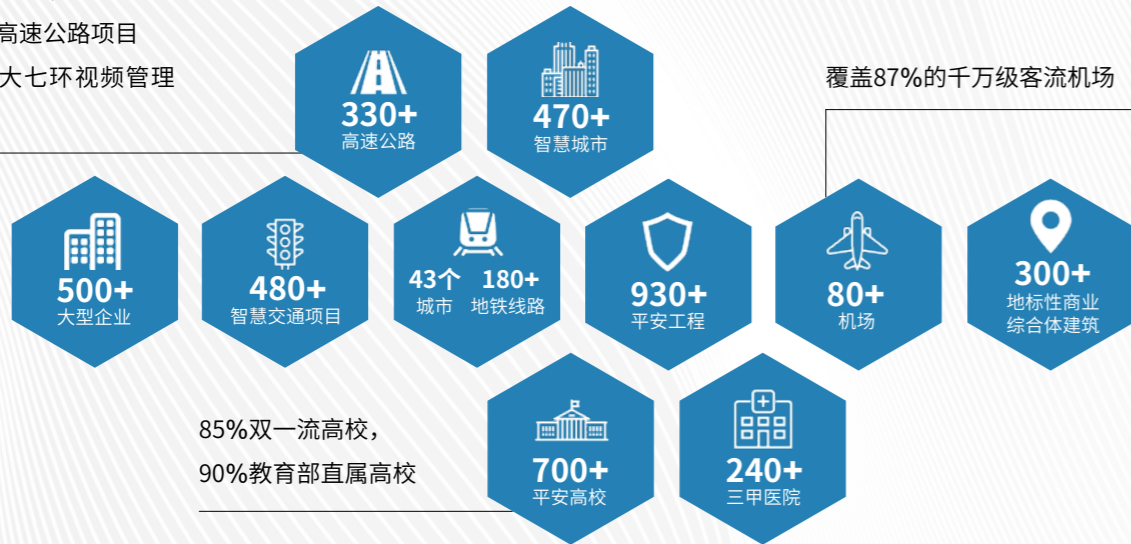 高速公路项目
大七环视频管理
覆盖87%的千万级客流机场
330+
高速公路
470+
智慧城市
500+
大型企业
480+
智慧交通项目
43个 180+
城市 地铁线路
930+
平安工程
80+
机场
300+
地标性商业
综合体建筑
85%双一流高校，
90%教育部直属高校
700+
平安高校
240+
三甲医院